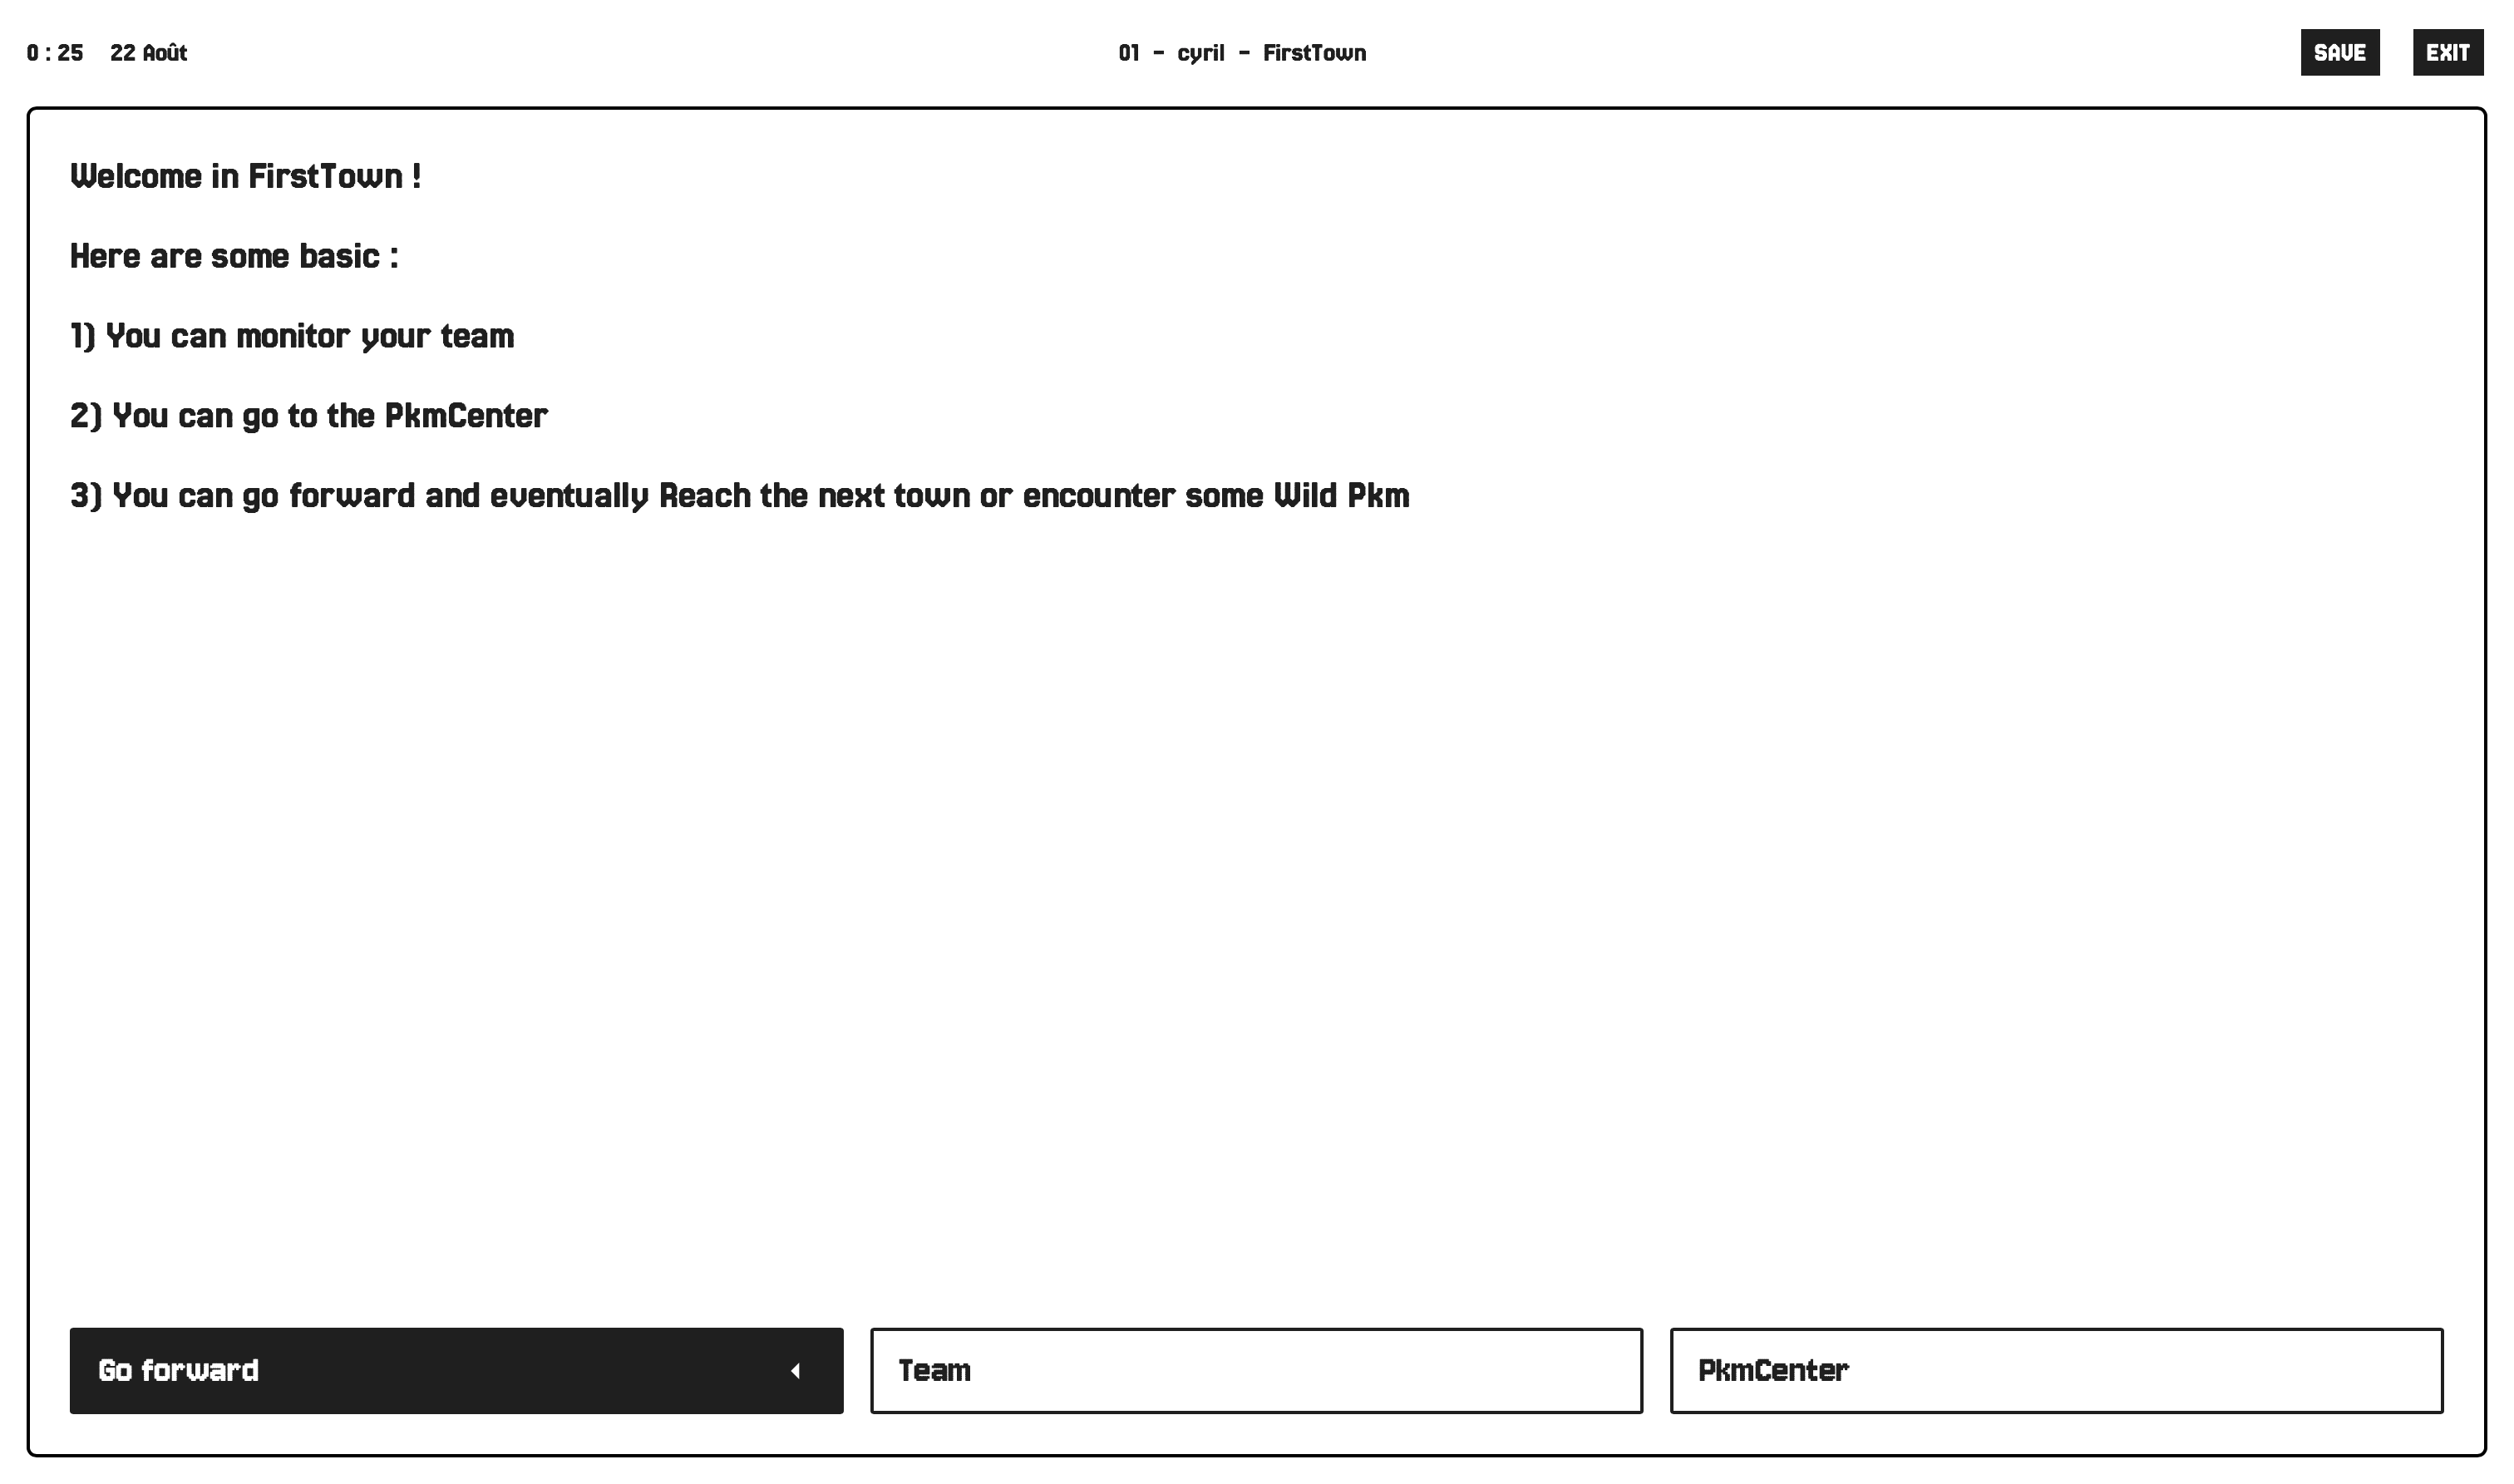 0 : 25 22 Août
01 - cyril - FirstTown
SAVE
EXIT
Welcome in FirstTown !
Here are some basic :
1) You can monitor your team
2) You can go to the PkmCenter
3) You can go forward and eventually Reach the next town or encounter some Wild Pkm
Go forward
Team
PkmCenter